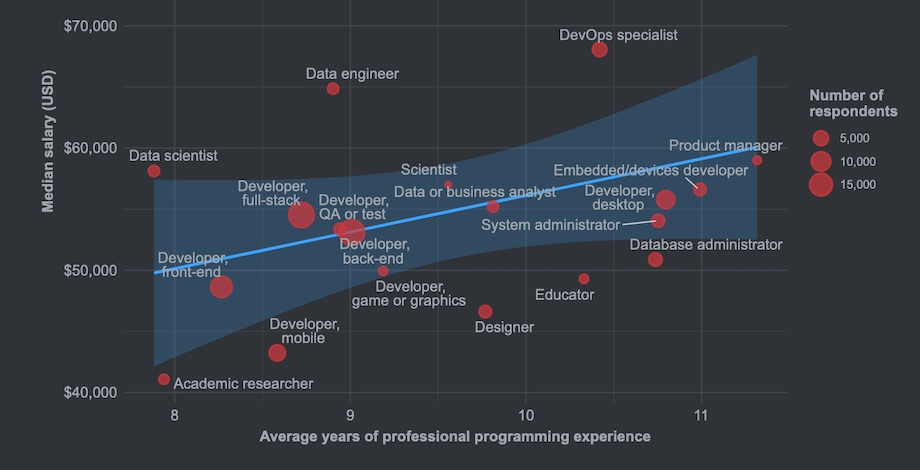 $70,000
DevOps specialist
Data engineer
Number of
respondents
5,000
10,000
15,000
Median salary (USD)
$60,000
Data scientist
Product manager
Scientist
Embedded/devices developer
Developer,
full-stack
Data or business analyst
Developer,
desktop
Developer,
QA or test
System administrator
Developer,
back-end
Database administrator
Developer,
front-end
$50,000
Developer,
game or graphics
Educator
Designer
Developer,
mobile
Academic researcher
$40,000
8
9
10
11
Average years of professional programming experience